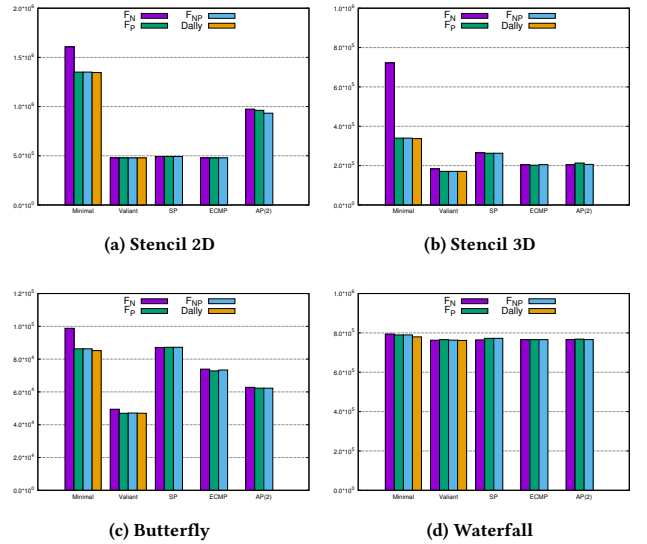 F_N F_NP
F_P Dally
2.0*10^6
1.5*10^6
1.0*10^6
5.0*10^5
0.0*10^0
Minimal Valiant SP ECMP AP(2)
(a) Stencil 2D
F_N F_NP
F_P Dally
1.0*10^6
8.0*10^5
6.0*10^5
4.0*10^5
2.0*10^5
0.0*10^0
Minimal Valiant SP ECMP AP(2)
(b) Stencil 3D
F_N F_NP
F_P Dally
1.2*10^5
1.0*10^5
8.0*10^4
6.0*10^4
4.0*10^4
2.0*10^4
0.0*10^0
Minimal Valiant SP ECMP AP(2)
(c) Butterfly
F_N F_NP
F_P Dally
1.0*10^6
8.0*10^5
6.0*10^5
4.0*10^5
2.0*10^5
0.0*10^0
Minimal Valiant SP ECMP AP(2)
(d) Waterfall